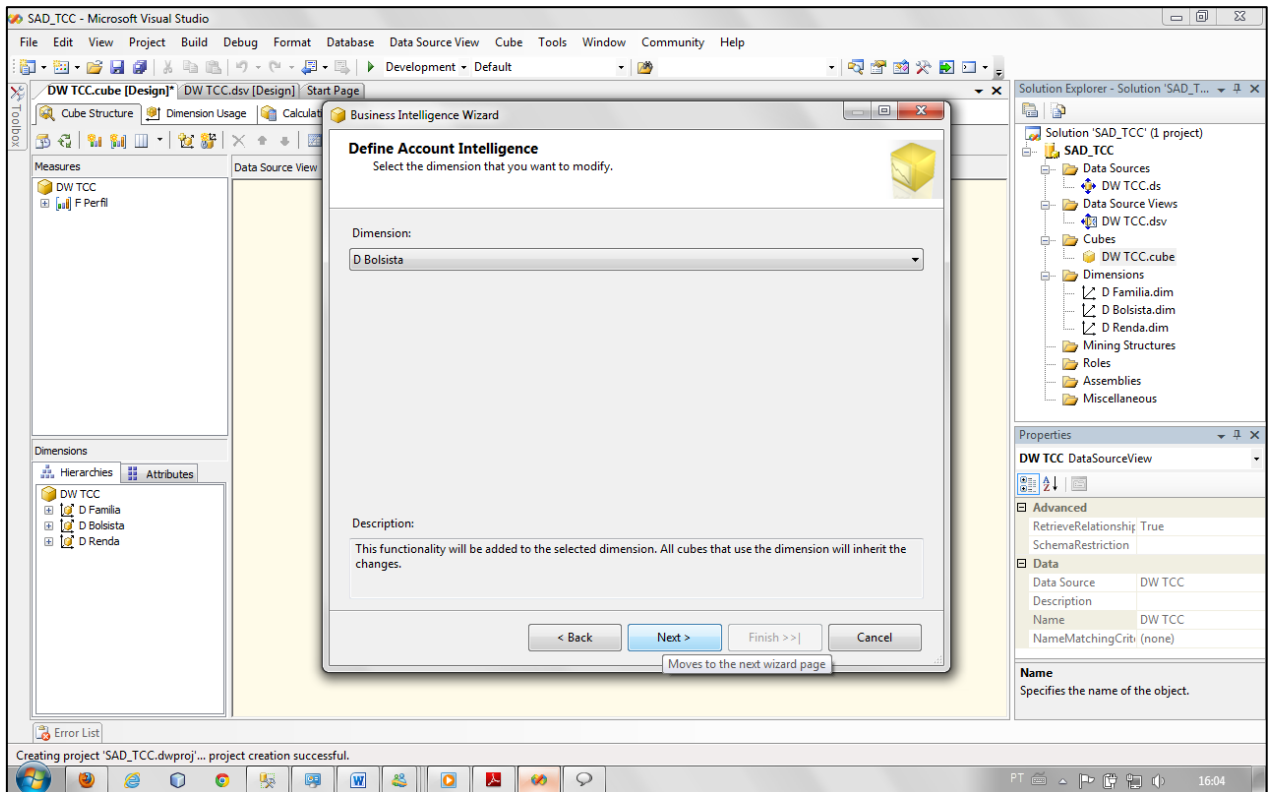 SAD_TCC - Microsoft Visual Studio
File Edit View Project Build Debug Format Database Data Source View Cube Tools Window Community Help
Development Default
DW TCC.cube [Design]* DW TCC.dsv [Design] Start Page
Cube Structure Dimension Usage Calculat
Toolbox
Measures
DW TCC
F Perfil
Data Source View
Dimensions
Hierarchies Attributes
DW TCC
D Familia
D Bolsista
D Renda
Business Intelligence Wizard
Define Account Intelligence
Select the dimension that you want to modify.
Dimension:
D Bolsista
Description:
This functionality will be added to the selected dimension. All cubes that use the dimension will inherit the
changes.
< Back Next > Finish >>| Cancel
Moves to the next wizard page
Solution Explorer - Solution 'SAD_T...
Solution 'SAD_TCC' (1 project)
SAD_TCC
Data Sources
DW TCC.ds
Data Source Views
DW TCC.dsv
Cubes
DW TCC.cube
Dimensions
D Familia.dim
D Bolsista.dim
D Renda.dim
Mining Structures
Roles
Assemblies
Miscellaneous
Properties
DW TCC DataSourceView
Advanced
RetrieveRelationship True
SchemaRestriction
Data
Data Source DW TCC
Description
Name DW TCC
NameMatchingCrite (none)
Name
Specifies the name of the object.
Error List
Creating project 'SAD_TCC.dwproj'... project creation successful.
PT 16:04